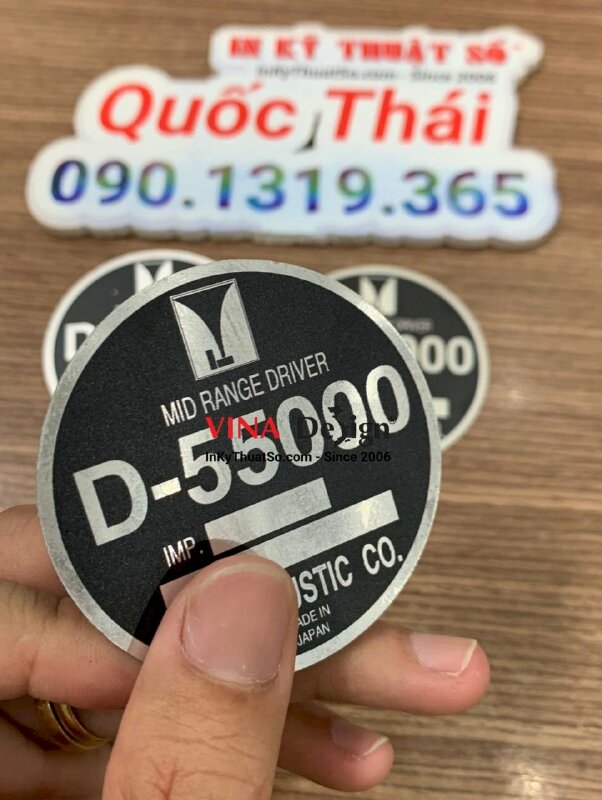 IN KỸ THUẬT SỐ
InKyThuatSo.com - Since 2006
Quốc Thái
090.1319.365
MID RANGE DRIVER
D-55000
VINA Design
InKyThuatSo.com - Since 2006
IMP.
CO.
MADE IN
JAPAN
D
000